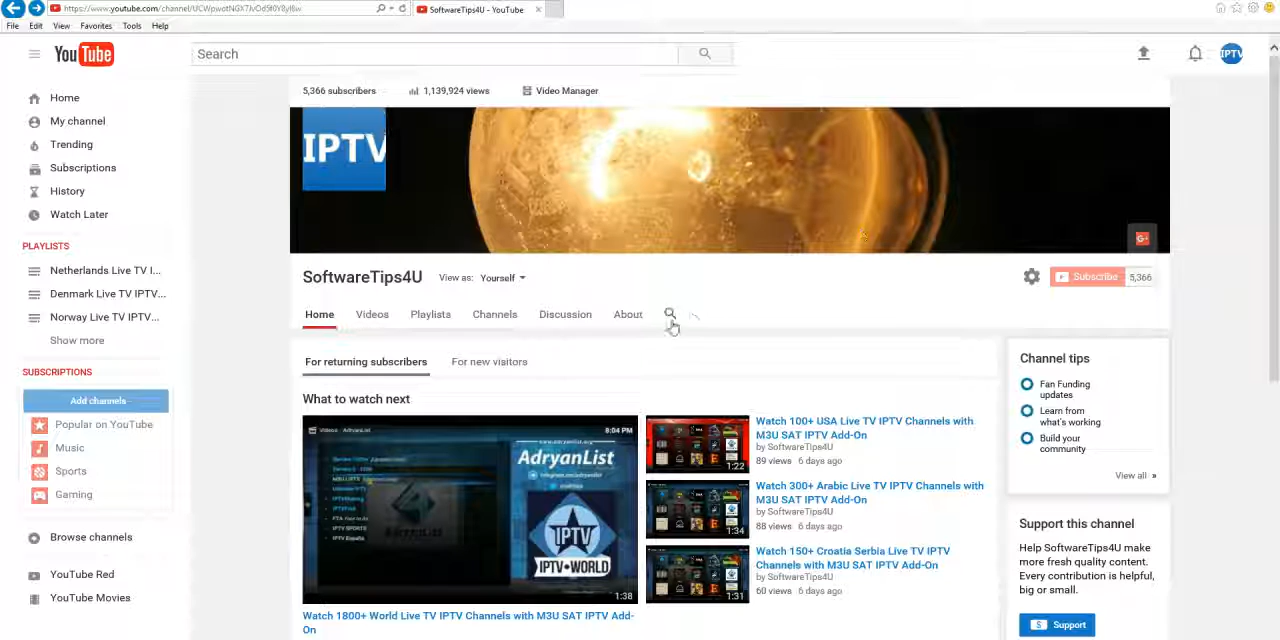 SoftwareTips4U - YouTube
File Edit View Favorites Tools Help
YouTube
Search
IPTV
5,366 subscribers
1,139,924 views
Video Manager
Home
My channel
Trending
Subscriptions
History
Watch Later
PLAYLISTS
Netherlands Live TV I...
Denmark Live TV IPTV...
Norway Live TV IPTV...
Show more
SUBSCRIPTIONS
Add channels
Popular on YouTube
Music
Sports
Gaming
Browse channels
YouTube Red
YouTube Movies
IPTV
G+
SoftwareTips4U
View as: Yourself
Subscribe 5,366
Home Videos Playlists Channels Discussion About
For returning subscribers
For new visitors
What to watch next
8:04 PM
Videos - AdryanList
AdryanList
IPTV
IPTV•WORLD
1:38
Watch 1800+ World Live TV IPTV Channels with M3U SAT IPTV Add-
On
1:22
Watch 100+ USA Live TV IPTV Channels with
M3U SAT IPTV Add-On
by SoftwareTips4U
89 views 6 days ago
1:34
Watch 300+ Arabic Live TV IPTV Channels with
M3U SAT IPTV Add-On
by SoftwareTips4U
88 views 6 days ago
1:31
Watch 150+ Croatia Serbia Live TV IPTV
Channels with M3U SAT IPTV Add-On
by SoftwareTips4U
60 views 6 days ago
Channel tips
Fan Funding
updates
Learn from
what's working
Build your
community
View all »
Support this channel
Help SoftwareTips4U make
more fresh quality content.
Every contribution is helpful,
big or small.
Support